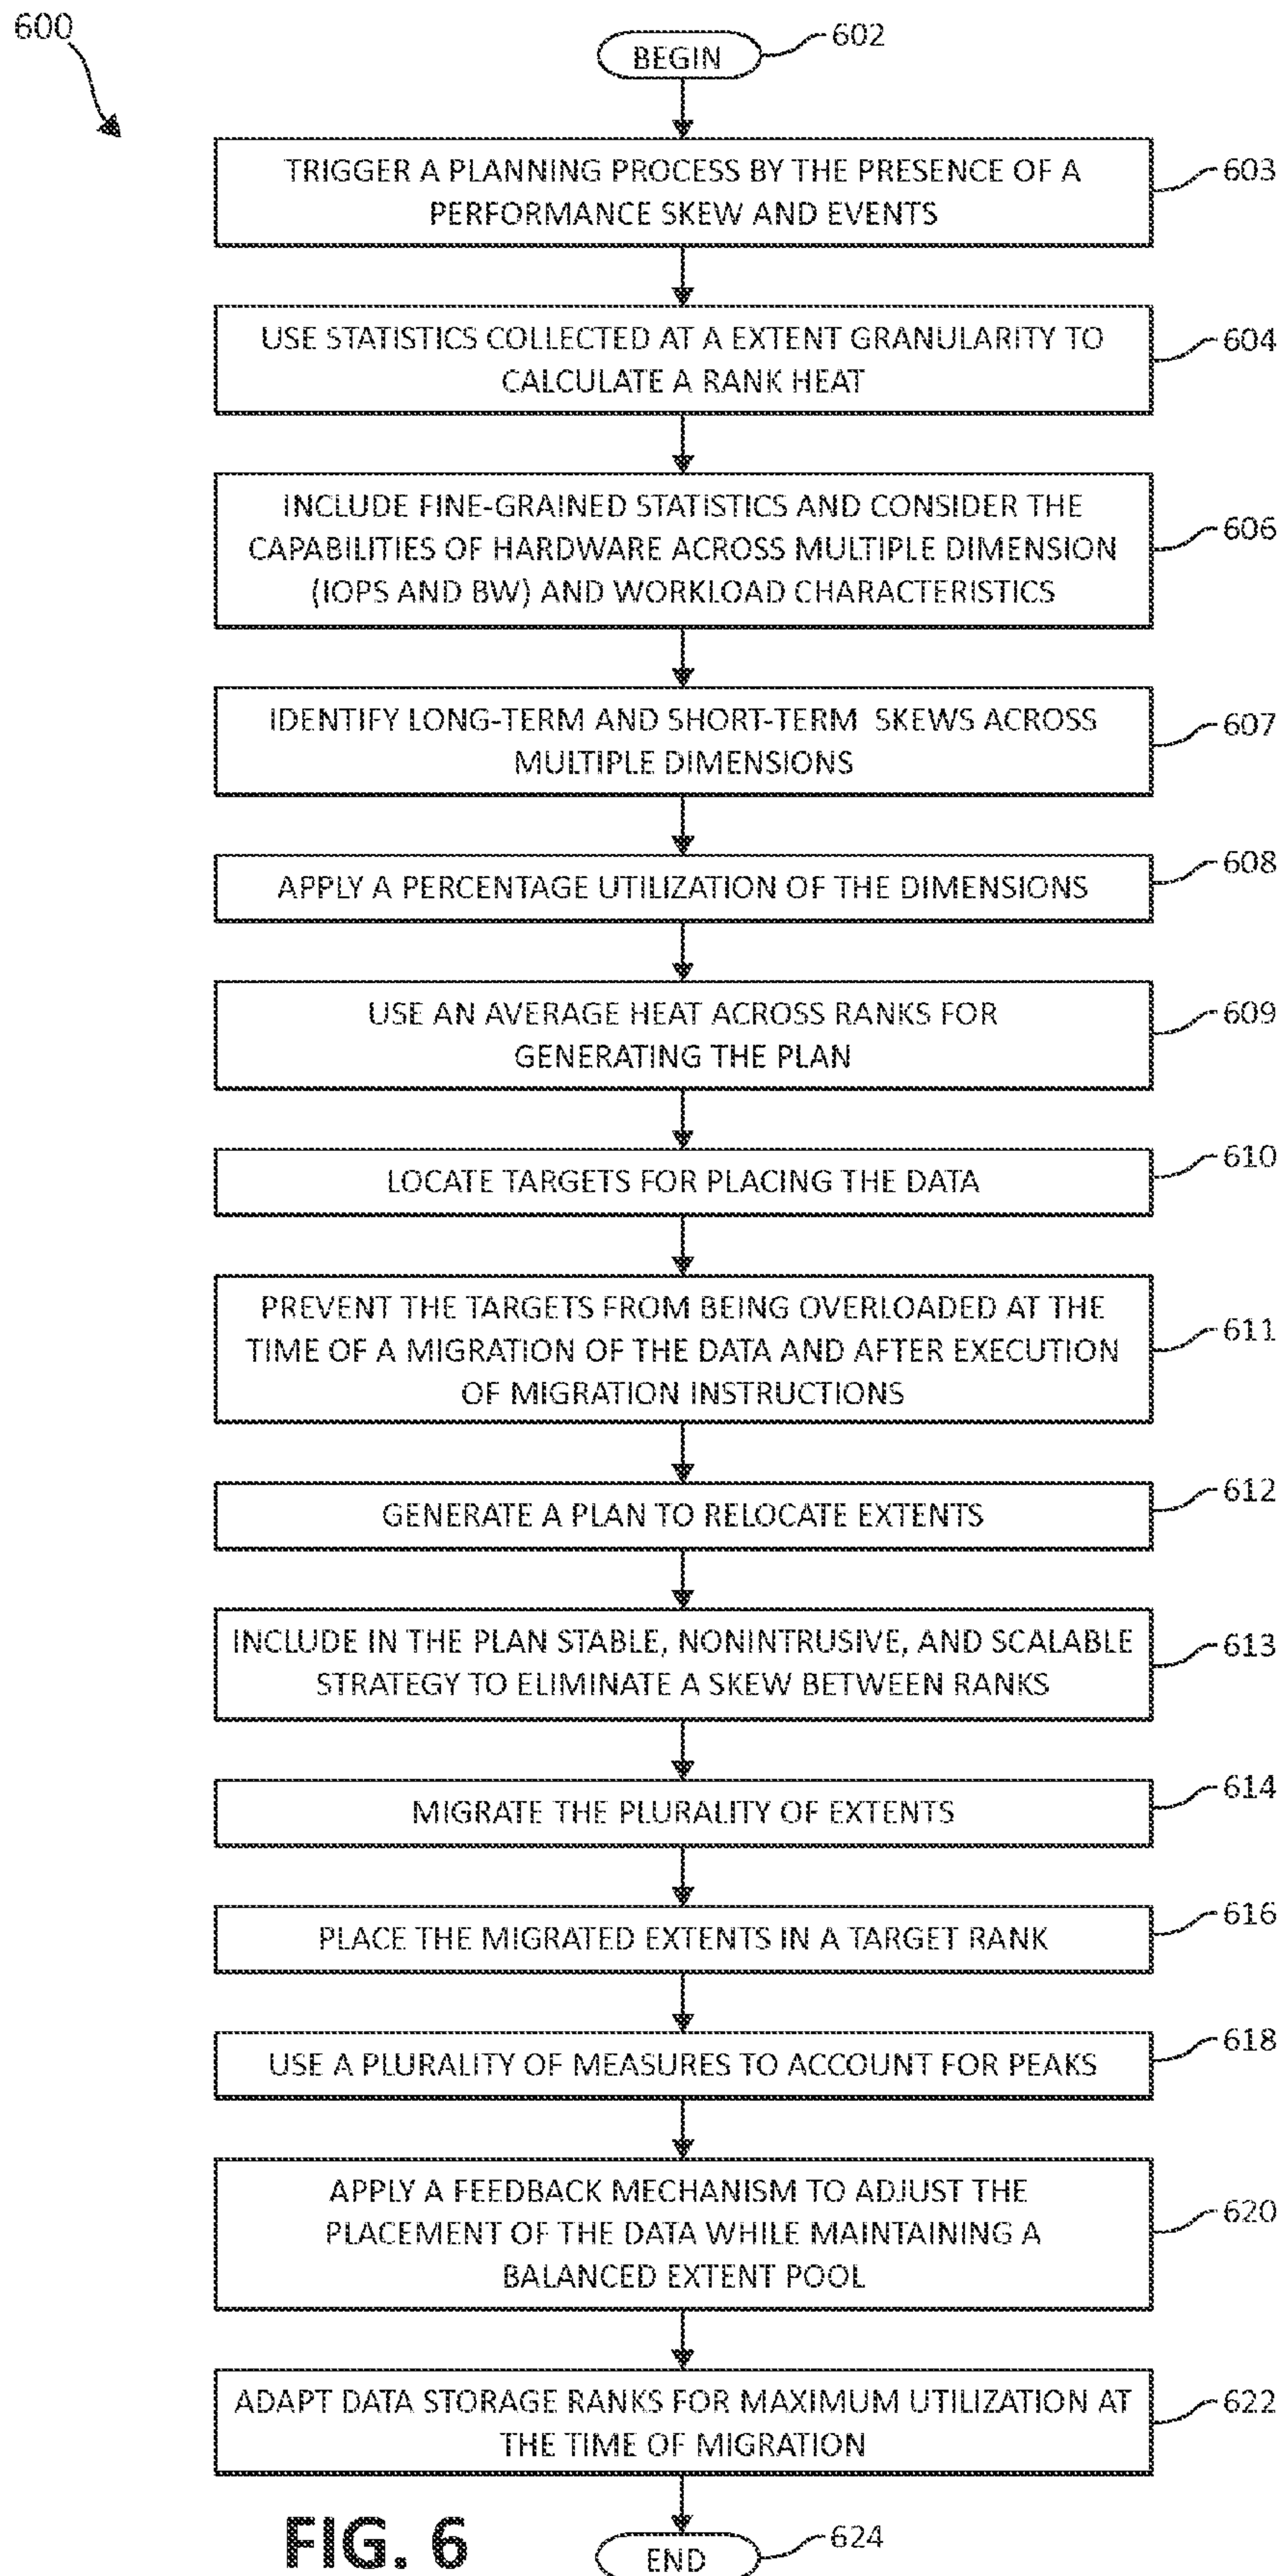 600
BEGIN
602
TRIGGER A PLANNING PROCESS BY THE PRESENCE OF A
PERFORMANCE SKEW AND EVENTS
603
USE STATISTICS COLLECTED AT A EXTENT GRANULARITY TO
CALCULATE A RANK HEAT
604
INCLUDE FINE-GRAINED STATISTICS AND CONSIDER THE
CAPABILITIES OF HARDWARE ACROSS MULTIPLE DIMENSION
(IOPS AND BW) AND WORKLOAD CHARACTERISTICS
606
IDENTIFY LONG-TERM AND SHORT-TERM SKEWS ACROSS
MULTIPLE DIMENSIONS
607
APPLY A PERCENTAGE UTILIZATION OF THE DIMENSIONS
608
USE AN AVERAGE HEAT ACROSS RANKS FOR
GENERATING THE PLAN
609
LOCATE TARGETS FOR PLACING THE DATA
610
PREVENT THE TARGETS FROM BEING OVERLOADED AT THE
TIME OF A MIGRATION OF THE DATA AND AFTER EXECUTION
OF MIGRATION INSTRUCTIONS
611
GENERATE A PLAN TO RELOCATE EXTENTS
612
INCLUDE IN THE PLAN STABLE, NONINTRUSIVE, AND SCALABLE
STRATEGY TO ELIMINATE A SKEW BETWEEN RANKS
613
MIGRATE THE PLURALITY OF EXTENTS
614
PLACE THE MIGRATED EXTENTS IN A TARGET RANK
616
USE A PLURALITY OF MEASURES TO ACCOUNT FOR PEAKS
618
APPLY A FEEDBACK MECHANISM TO ADJUST THE
PLACEMENT OF THE DATA WHILE MAINTAINING A
BALANCED EXTENT POOL
620
ADAPT DATA STORAGE RANKS FOR MAXIMUM UTILIZATION AT
THE TIME OF MIGRATION
622
FIG. 6
END
624